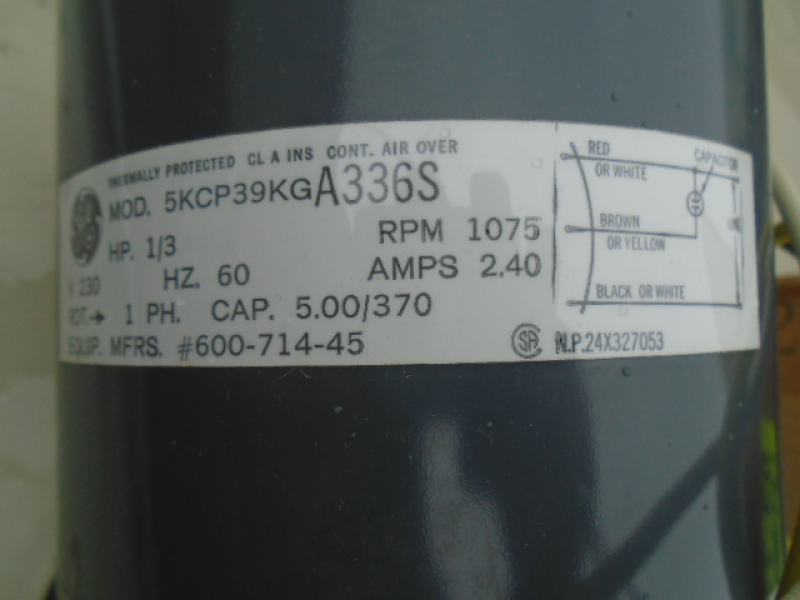 THERMALLY PROTECTED CL A INS CONT. AIR OVER
MOD. 5KCP39KGA336S
HP. 1/3 RPM 1075
V 230 HZ. 60 AMPS 2.40
ROT.→ 1 PH. CAP. 5.00/370
EQUIP. MFRS. #600-714-45
RED
OR WHITE
CAPACITOR
BROWN
OR YELLOW
LINE
BLACK OR WHITE
SA N.P.24X327053